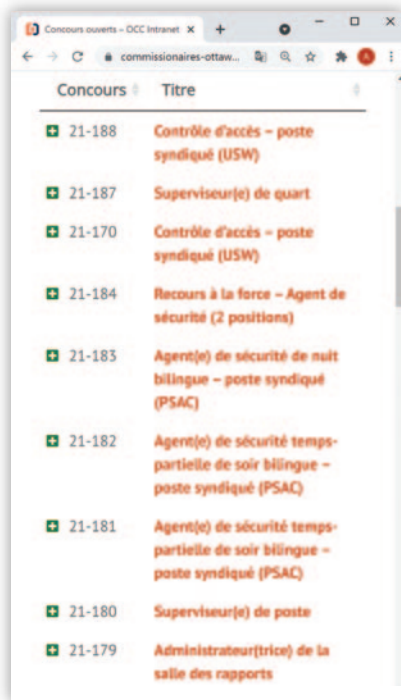 Concours ouverts – OCC Intranet
commissionaires-ottaw...
Concours Titre
21-188 Contrôle d'accès – poste
syndiqué (USW)
21-187 Superviseur(e) de quart
21-170 Contrôle d'accès – poste
syndiqué (USW)
21-184 Recours à la force – Agent de
sécurité (2 positions)
21-183 Agent(e) de sécurité de nuit
bilingue – poste syndiqué
(PSAC)
21-182 Agent(e) de sécurité temps-
partielle de soir bilingue –
poste syndiqué (PSAC)
21-181 Agent(e) de sécurité temps-
partielle de soir bilingue –
poste syndiqué (PSAC)
21-180 Superviseur(e) de poste
21-179 Administrateur(trice) de la
salle des rapports